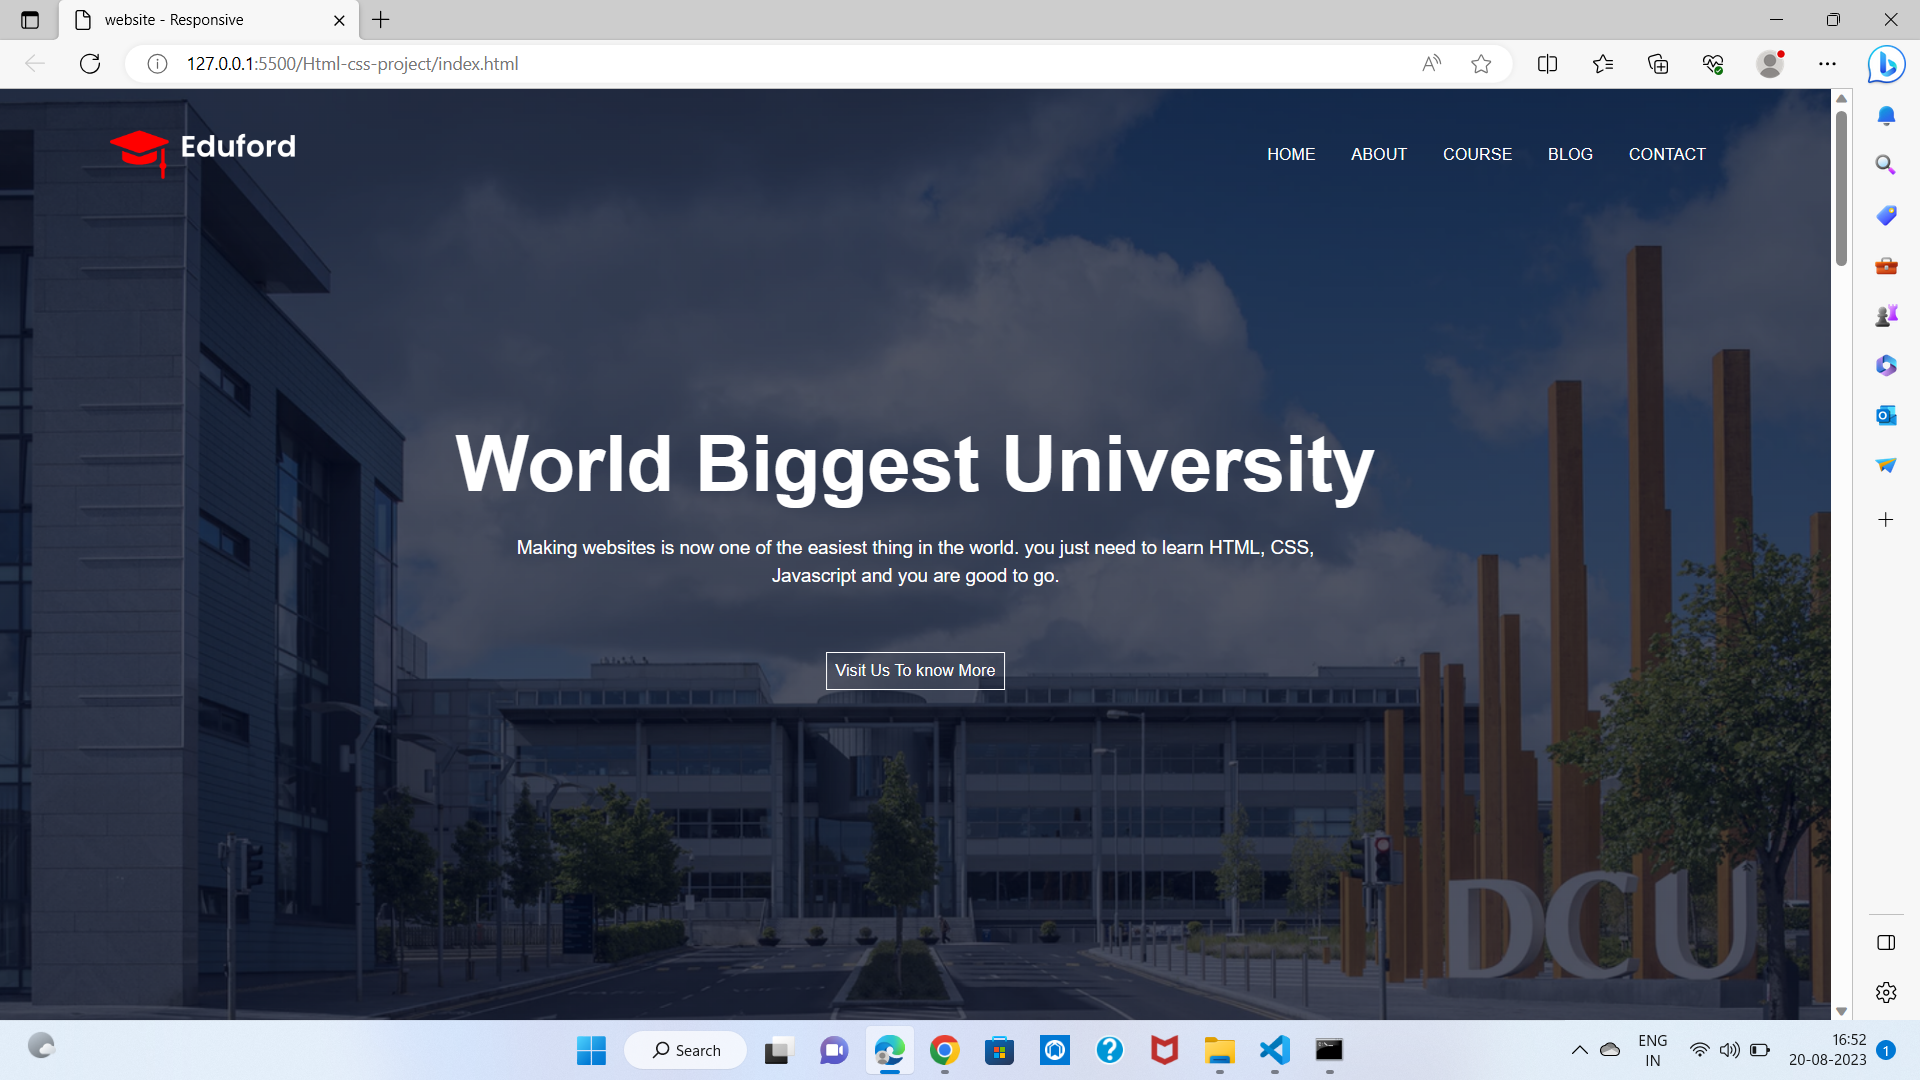 website - Responsive
127.0.0.1:5500/Html-css-project/index.html
Eduford
HOME ABOUT COURSE BLOG CONTACT
World Biggest University
Making websites is now one of the easiest thing in the world. you just need to learn HTML, CSS,
Javascript and you are good to go.
Visit Us To know More
DCU
Search
ENG
IN
16:52
20-08-2023
1